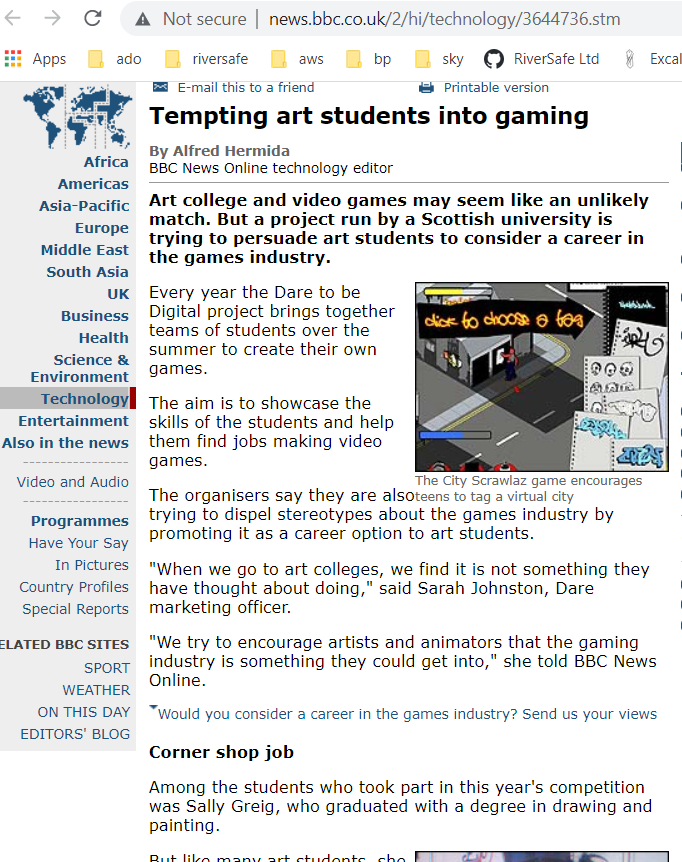 Not secure | news.bbc.co.uk/2/hi/technology/3644736.stm
Apps ado riversafe aws bp sky RiverSafe Ltd Excal
E-mail this to a friend Printable version
Tempting art students into gaming
By Alfred Hermida
BBC News Online technology editor
Art college and video games may seem like an unlikely
match. But a project run by a Scottish university is
trying to persuade art students to consider a career in
the games industry.
Every year the Dare to be
Digital project brings together
teams of students over the
summer to create their own
games.
The aim is to showcase the
skills of the students and help
them find jobs making video
games.
click to choose a tag
The City Scrawlaz game encourages
teens to tag a virtual city
The organisers say they are also
trying to dispel stereotypes about the games industry by
promoting it as a career option to art students.
"When we go to art colleges, we find it is not something they
have thought about doing," said Sarah Johnston, Dare
marketing officer.
"We try to encourage artists and animators that the gaming
industry is something they could get into," she told BBC News
Online.
Would you consider a career in the games industry? Send us your views
Corner shop job
Among the students who took part in this year's competition
was Sally Greig, who graduated with a degree in drawing and
painting.
But like many art students, she
Africa
Americas
Asia-Pacific
Europe
Middle East
South Asia
UK
Business
Health
Science &
Environment
Technology
Entertainment
Also in the news
Video and Audio
Programmes
Have Your Say
In Pictures
Country Profiles
Special Reports
ELATED BBC SITES
SPORT
WEATHER
ON THIS DAY
EDITORS' BLOG